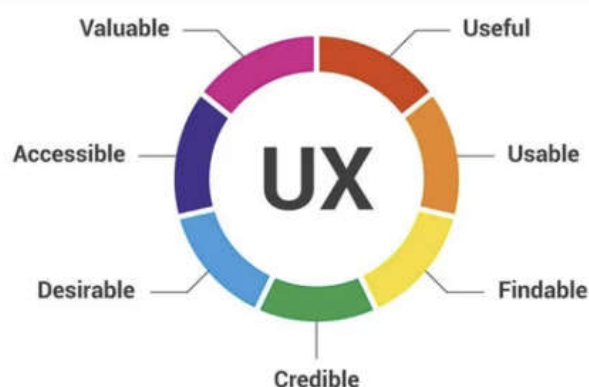 Valuable
Useful
Accessible
UX
Usable
Desirable
Findable
Credible